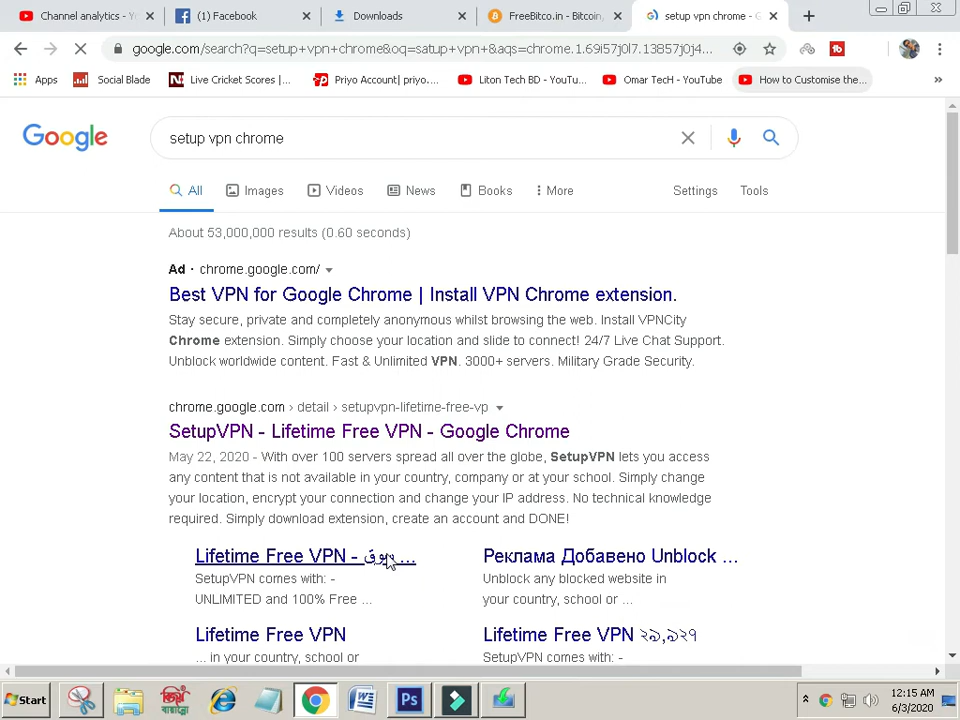 Channel analytics - Y
(1) Facebook
Downloads
FreeBitco.in - Bitcoin,
setup vpn chrome - G
google.com/search?q=setup+vpn+chrome&oq=satup+vpn+&aqs=chrome.1.69i57j0l7.13857j0j4...
Apps
Social Blade
Live Cricket Scores |...
Priyo Account| priyo....
Liton Tech BD - YouTu...
Omar TecH - YouTube
How to Customise the...
»
Google
setup vpn chrome
All
Images
Videos
News
Books
More
Settings
Tools
About 53,000,000 results (0.60 seconds)
Ad · chrome.google.com/
Best VPN for Google Chrome | Install VPN Chrome extension.
Stay secure, private and completely anonymous whilst browsing the web. Install VPNCity
Chrome extension. Simply choose your location and slide to connect! 24/7 Live Chat Support.
Unblock worldwide content. Fast & Unlimited VPN. 3000+ servers. Military Grade Security.
chrome.google.com › detail › setupvpn-lifetime-free-vp
SetupVPN - Lifetime Free VPN - Google Chrome
May 22, 2020 - With over 100 servers spread all over the globe, SetupVPN lets you access
any content that is not available in your country, company or at your school. Simply change
your location, encrypt your connection and change your IP address. No technical knowledge
required. Simply download extension, create an account and DONE!
Lifetime Free VPN - ...
Реклама Добавено Unblock ...
SetupVPN comes with: -
Unblock any blocked website in
UNLIMITED and 100% Free ...
your country, school or ...
Lifetime Free VPN
Lifetime Free VPN ২৯,৯২৭
... in your country, school or
SetupVPN comes with: -
Start
Ps
12:15 AM
6/3/2020